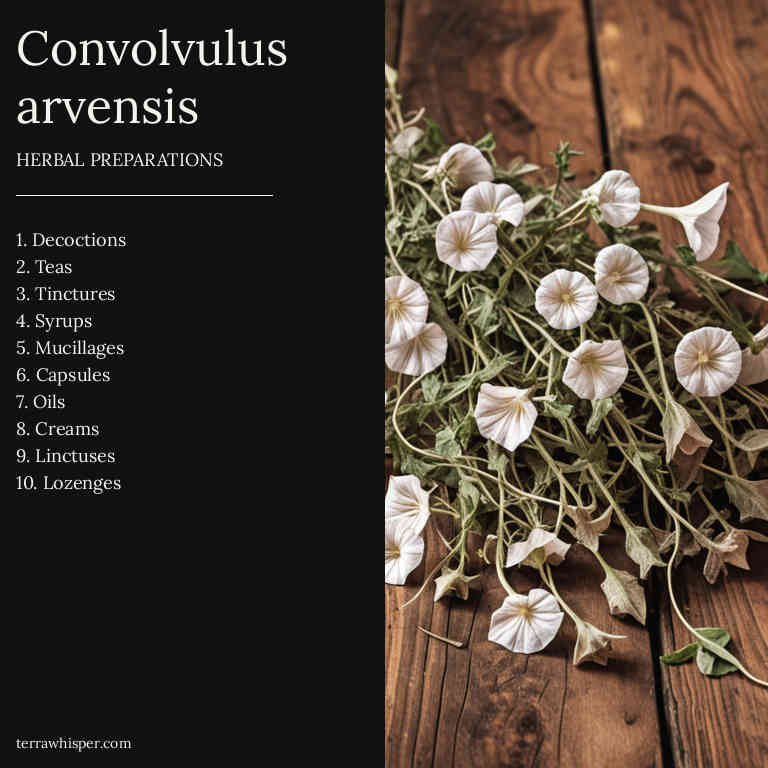 Convolvulus
arvensis
HERBAL PREPARATIONS
1. Decoctions
2. Teas
3. Tinctures
4. Syrups
5. Mucillages
6. Capsules
7. Oils
8. Creams
9. Linctuses
10. Lozenges
terrawhisper.com